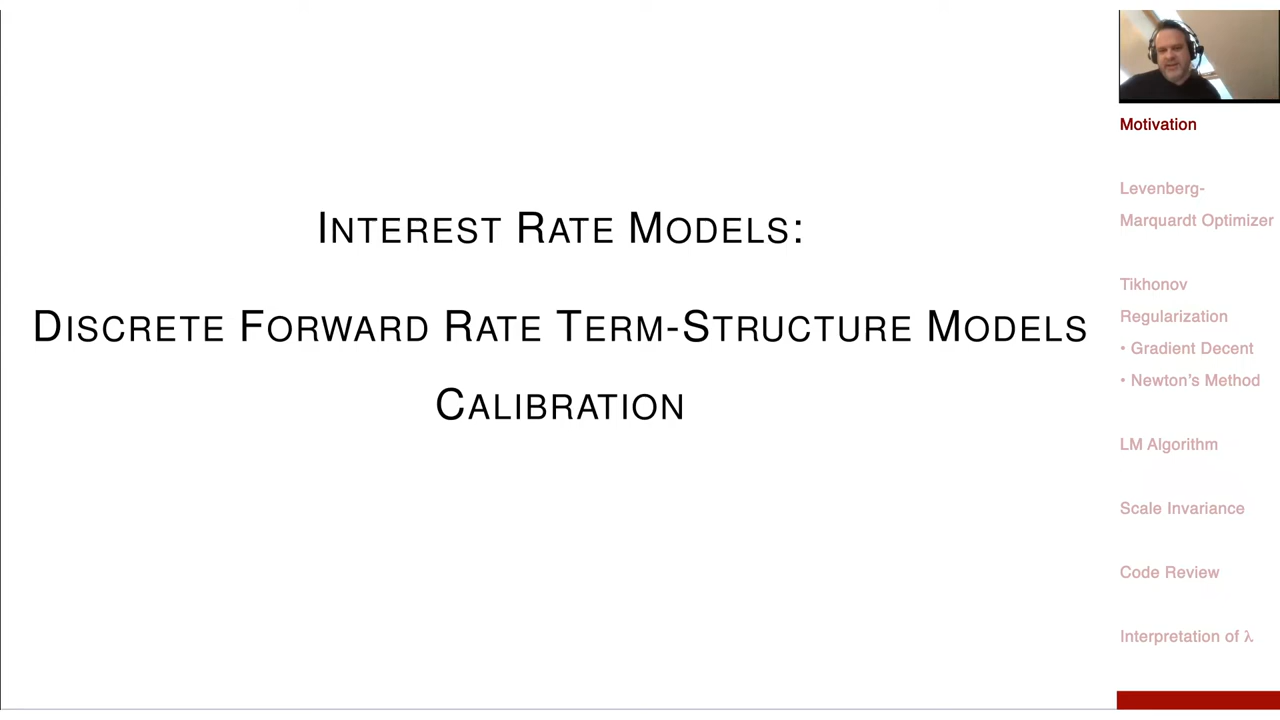 INTEREST RATE MODELS:
DISCRETE FORWARD RATE TERM-STRUCTURE MODELS
CALIBRATION
Motivation
Levenberg-
Marquardt Optimizer
Tikhonov
Regularization
• Gradient Decent
• Newton's Method
LM Algorithm
Scale Invariance
Code Review
Interpretation of λ